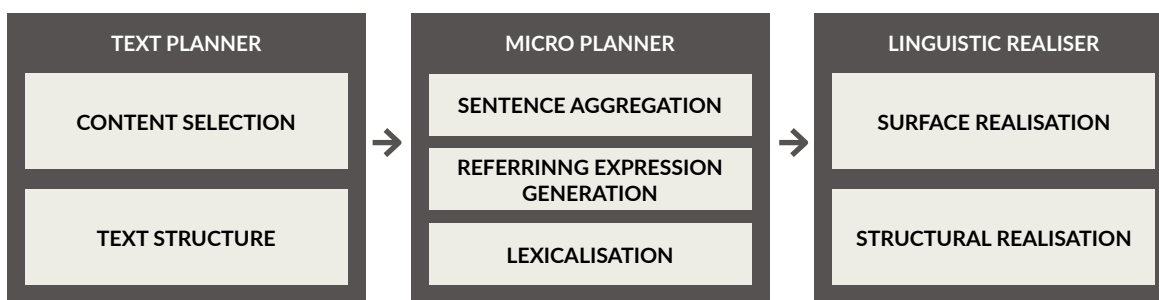 TEXT PLANNER
CONTENT SELECTION
TEXT STRUCTURE
MICRO PLANNER
SENTENCE AGGREGATION
REFERRINNG EXPRESSION
GENERATION
LEXICALISATION
LINGUISTIC REALISER
SURFACE REALISATION
STRUCTURAL REALISATION